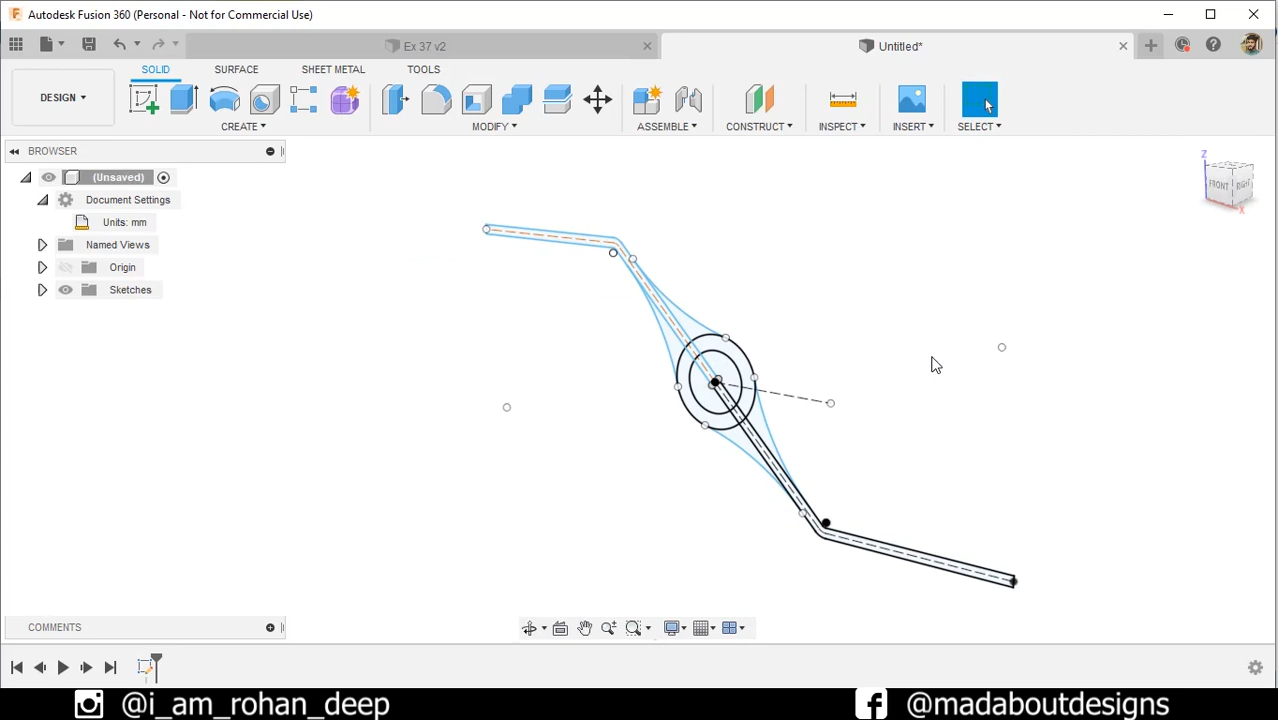 Autodesk Fusion 360 (Personal - Not for Commercial Use)
Ex 37 v2
Untitled*
SOLID SURFACE SHEET METAL TOOLS
DESIGN
CREATE MODIFY ASSEMBLE CONSTRUCT INSPECT INSERT SELECT
BROWSER
(Unsaved)
Document Settings
Units: mm
Named Views
Origin
Sketches
Z
FRONT RIGHT
X
COMMENTS
@i_am_rohan_deep @madaboutdesigns